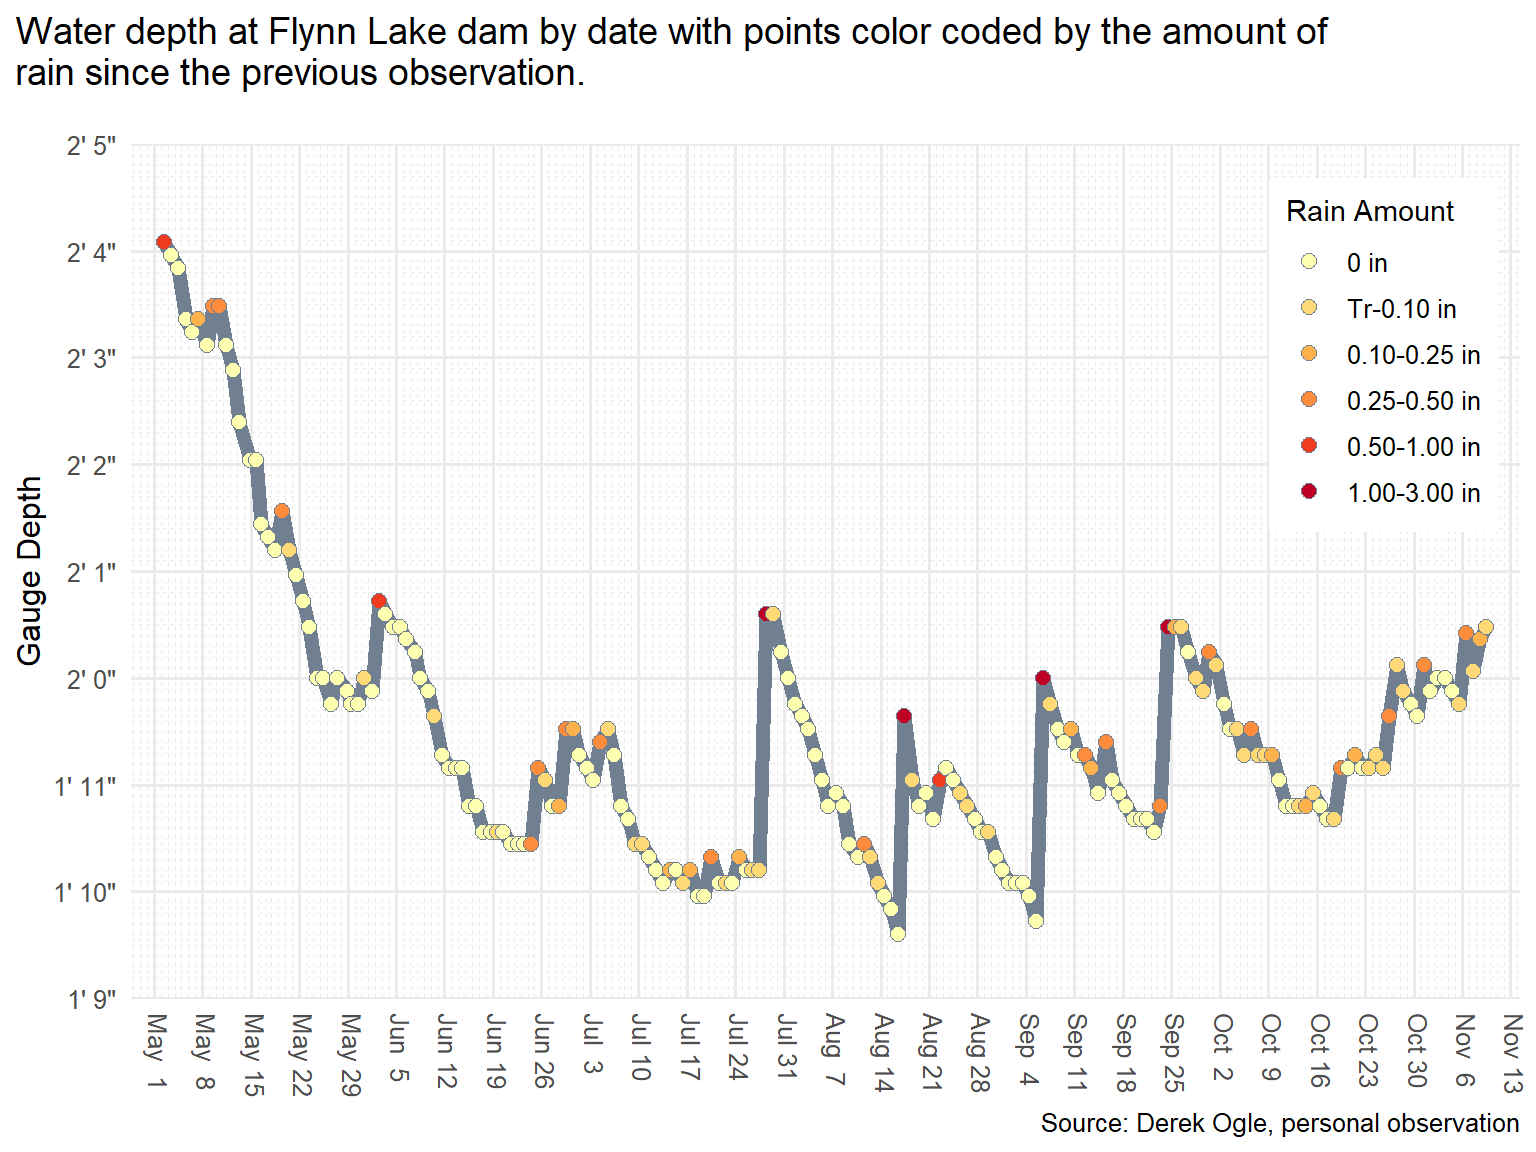 Water depth at Flynn Lake dam by date with points color coded by the amount of
rain since the previous observation.
2' 5"
2' 4"
2' 3"
2' 2"
2' 1"
2' 0"
1' 11"
1' 10"
1' 9"
Gauge Depth
Rain Amount
0 in
Tr-0.10 in
0.10-0.25 in
0.25-0.50 in
0.50-1.00 in
1.00-3.00 in
May 1
May 8
May 15
May 22
May 29
Jun 5
Jun 12
Jun 19
Jun 26
Jul 3
Jul 10
Jul 17
Jul 24
Jul 31
Aug 7
Aug 14
Aug 21
Aug 28
Sep 4
Sep 11
Sep 18
Sep 25
Oct 2
Oct 9
Oct 16
Oct 23
Oct 30
Nov 6
Nov 13
Source: Derek Ogle, personal observation